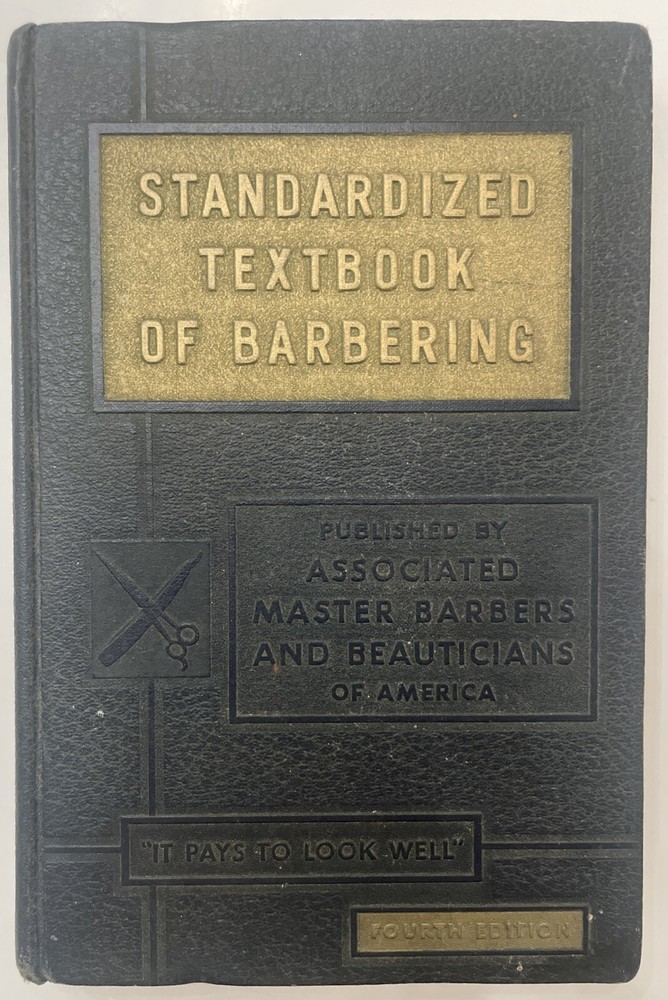 STANDARDIZED
TEXTBOOK
OF BARBERING
PUBLISHED BY
ASSOCIATED
MASTER BARBERS
AND BEAUTICIANS
OF AMERICA
"IT PAYS TO LOOK WELL"
FOURTH EDITION